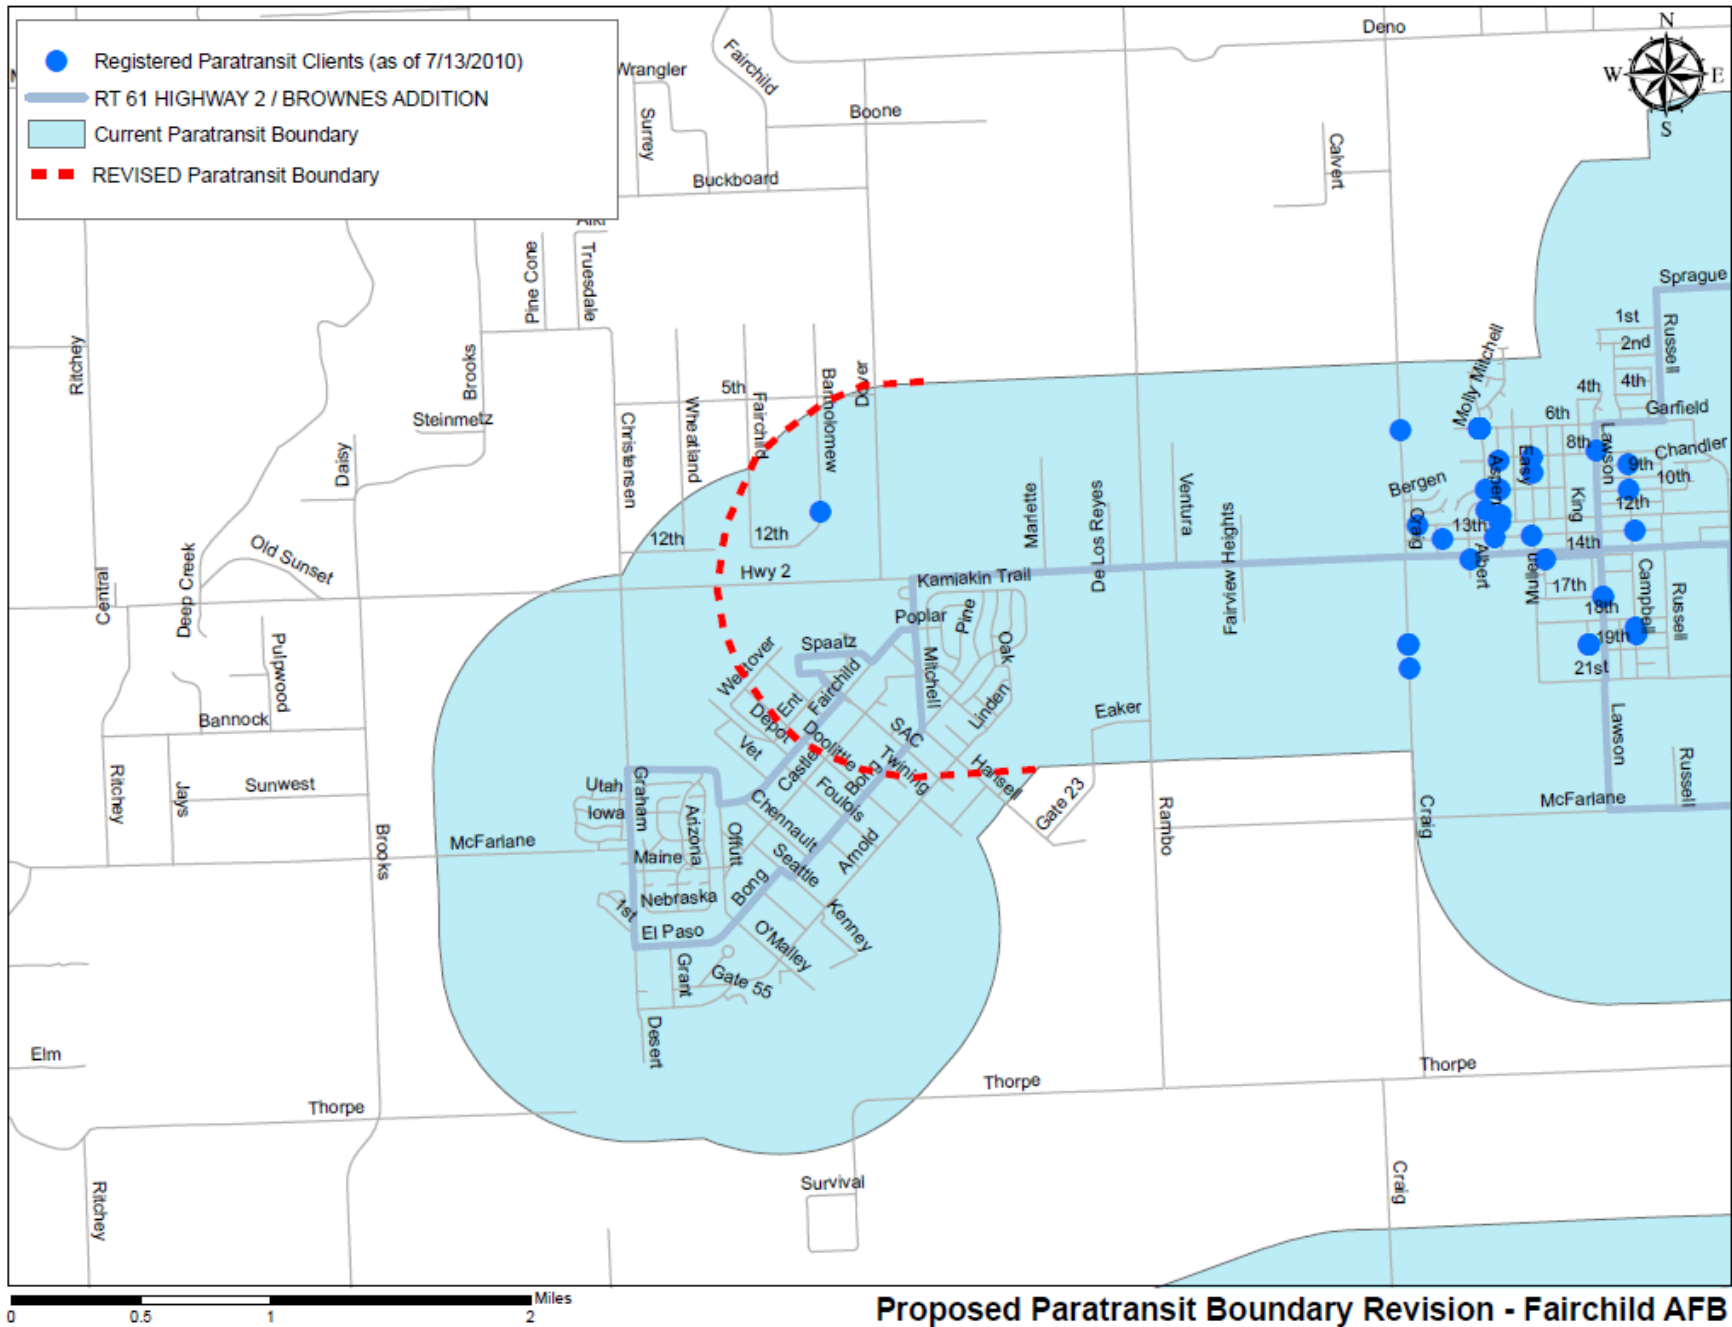 Registered Paratransit Clients (as of 7/13/2010)
RT 61 HIGHWAY 2 / BROWNES ADDITION
Current Paratransit Boundary
REVISED Paratransit Boundary
N
W
E
S
Deno
Fairchild
Wrangler
Surrey
Boone
Buckboard
Calvert
Pine Cone
Truesdale
Sprague
1st
Russell
2nd
Ritchey
Brooks
Molly Mitchell
4th
4th
5th
Bartholomew
Dover
Steinmetz
Christensen
Wheatland
Fairchild
6th
Garfield
Daisy
8th
Lawson
Chandler
Aspen
Easy
9th
10th
Bergen
Marlette
De Los Reyes
Ventura
Fairview Heights
King
12th
Craig
13th
12th
12th
14th
Old Sunset
Deep Creek
Central
Hwy 2
Kamiakin Trail
Albert
Mullen
17th
Campbell
Russell
18th
Poplar
Pine
Oak
Spaatz
19th
Pulpwood
Westover
Fairchild
Mitchell
21st
Ent
Linden
Bannock
Depot
Eaker
Lawson
Vet
Doolittle
SAC
Castle
Bong
Twining
Hansell
Russell
Ritchey
Jays
Sunwest
Utah
Graham
Foulois
Gate 23
McFarlane
Iowa
Arizona
Chennault
Rambo
Craig
Brooks
McFarlane
Offutt
Maine
Seattle
Arnold
Nebraska
Bong
1st
El Paso
Kenney
O'Malley
Grant
Gate 55
Desert
Elm
Thorpe
Thorpe
Thorpe
Survival
Ritchey
Craig
0
0.5
1
2
Miles
Proposed Paratransit Boundary Revision - Fairchild AFB